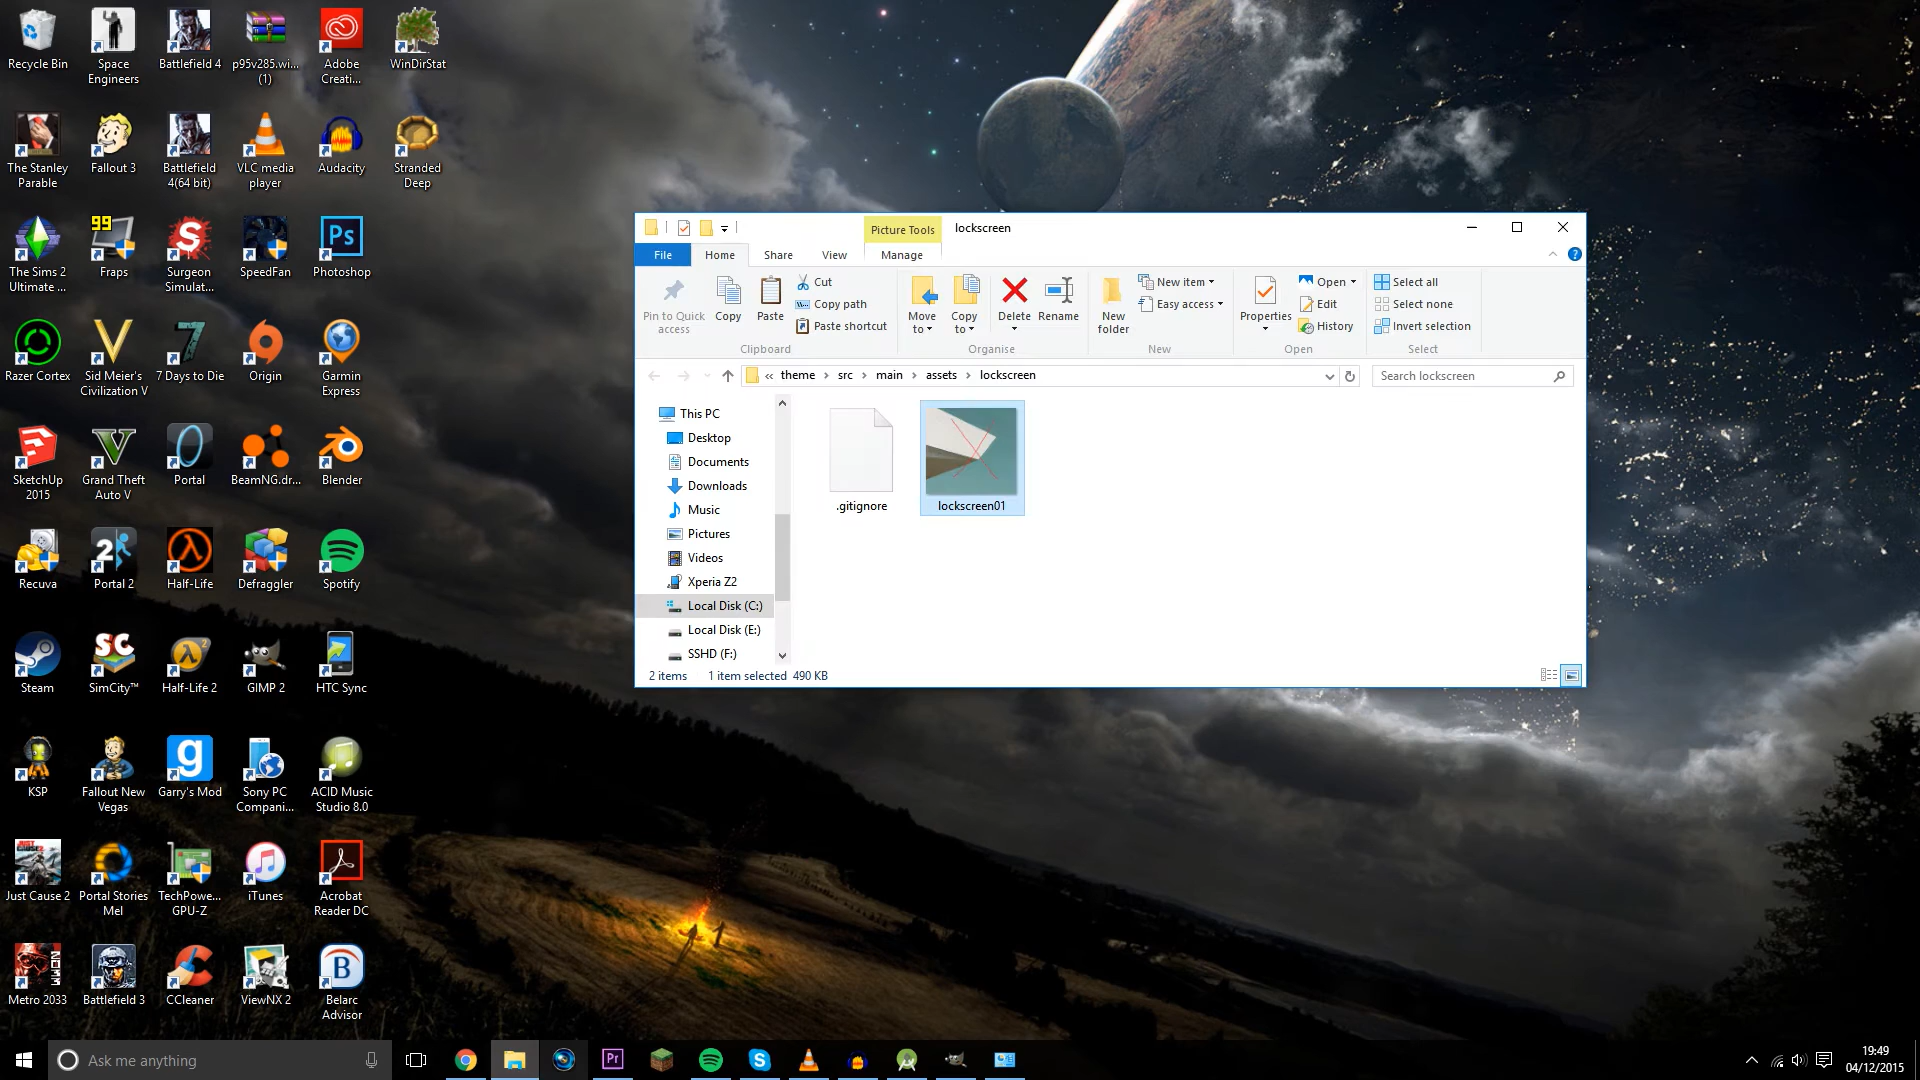 Recycle Bin
Space
Engineers
Battlefield 4
p95v285.wi...
(1)
Adobe
Creati...
WinDirStat
The Stanley
Parable
Fallout 3
Battlefield
4(64 bit)
VLC media
player
Audacity
Stranded
Deep
The Sims 2
Ultimate ...
99
Fraps
Surgeon
Simulat...
SpeedFan
Ps
Photoshop
Razer Cortex
Sid Meier's
Civilization V
7 Days to Die
Origin
Garmin
Express
SketchUp
2015
Grand Theft
Auto V
Portal
BeamNG.dr...
Blender
Recuva
Portal 2
Half-Life
Defraggler
Spotify
Steam
SimCity™
Half-Life 2
GIMP 2
HTC Sync
KSP
Fallout New
Vegas
Garry's Mod
Sony PC
Compani...
ACID Music
Studio 8.0
Just Cause 2
Portal Stories
Mel
TechPowe...
GPU-Z
iTunes
Acrobat
Reader DC
Metro 2033
Battlefield 3
CCleaner
ViewNX 2
Belarc
Advisor
Picture Tools
lockscreen
File
Home
Share
View
Manage
Pin to Quick
access
Copy
Paste
Cut
Copy path
Paste shortcut
Clipboard
Move
to
Copy
to
Delete
Rename
Organise
New
folder
New item
Easy access
New
Properties
Open
Edit
History
Open
Select all
Select none
Invert selection
Select
« theme › src › main › assets › lockscreen
Search lockscreen
This PC
Desktop
Documents
Downloads
Music
Pictures
Videos
Xperia Z2
Local Disk (C:)
Local Disk (E:)
SSHD (F:)
.gitignore
lockscreen01
2 items
1 item selected 490 KB
Ask me anything
Pr
19:49
04/12/2015